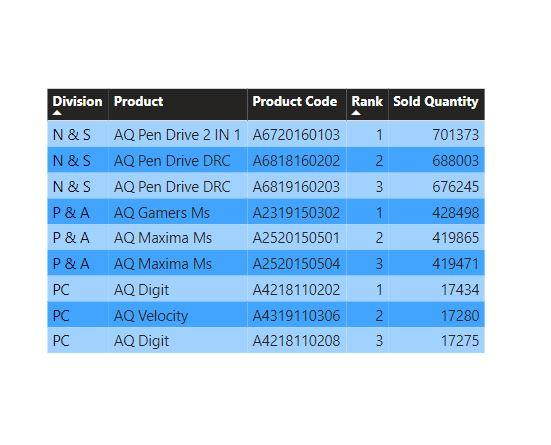 Division Product Product Code Rank Sold Quantity
N & S AQ Pen Drive 2 IN 1 A6720160103 1 701373
N & S AQ Pen Drive DRC A6818160202 2 688003
N & S AQ Pen Drive DRC A6819160203 3 676245
P & A AQ Gamers Ms A2319150302 1 428498
P & A AQ Maxima Ms A2520150501 2 419865
P & A AQ Maxima Ms A2520150504 3 419471
PC AQ Digit A4218110202 1 17434
PC AQ Velocity A4319110306 2 17280
PC AQ Digit A4218110208 3 17275